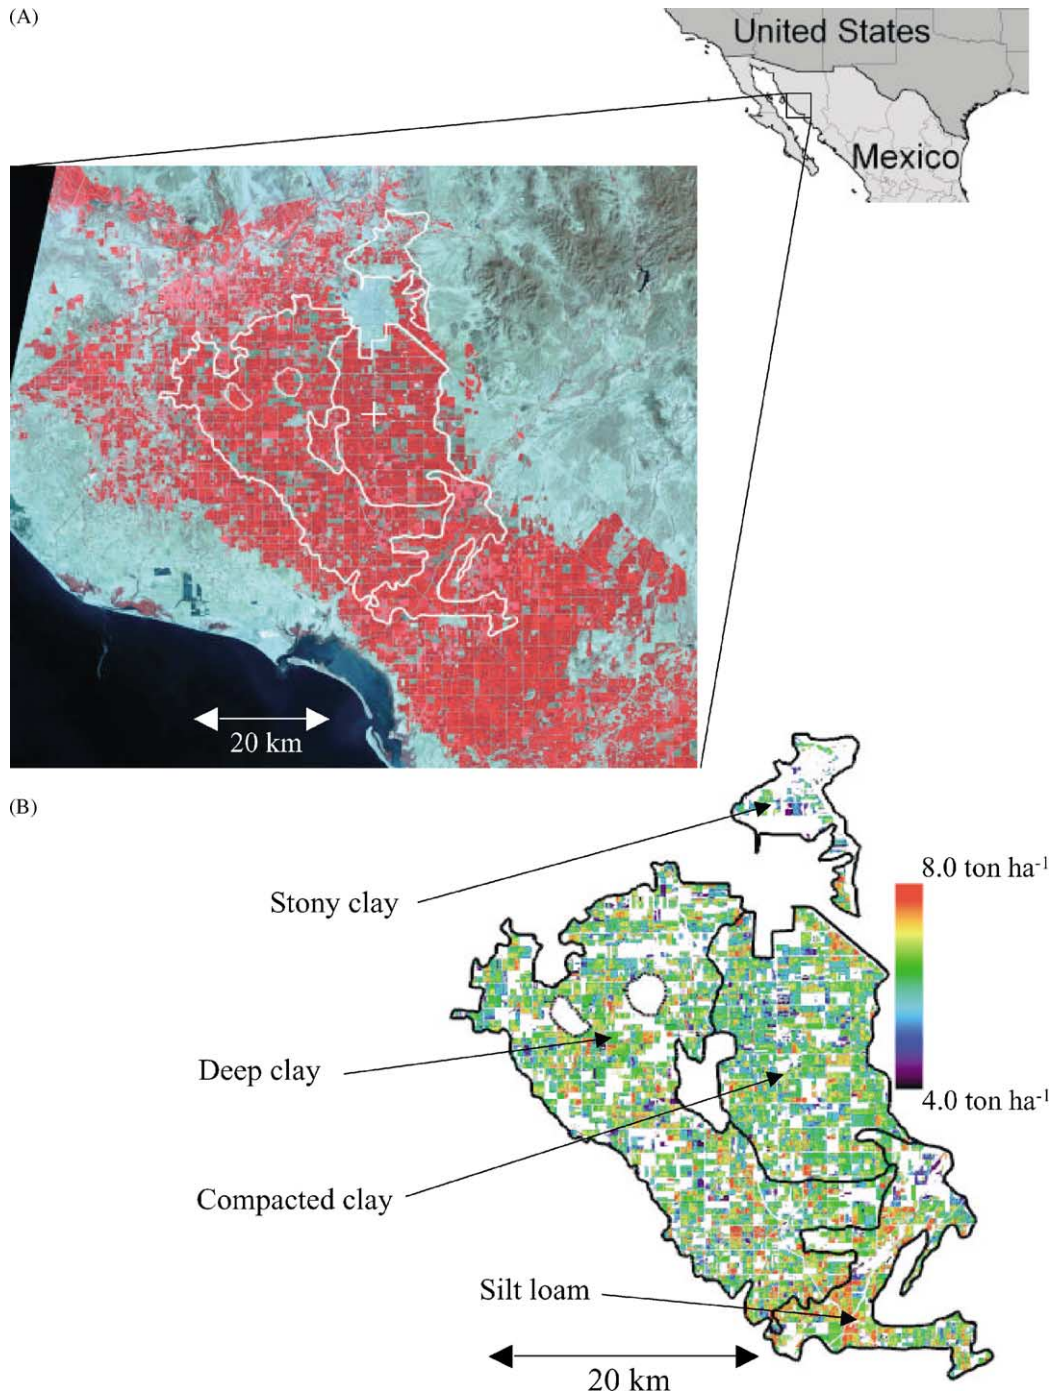 (A)
United States
Mexico
20 km
(B)
8.0 ton ha-1
Stony clay
Deep clay
4.0 ton ha-1
Compacted clay
Silt loam
20 km